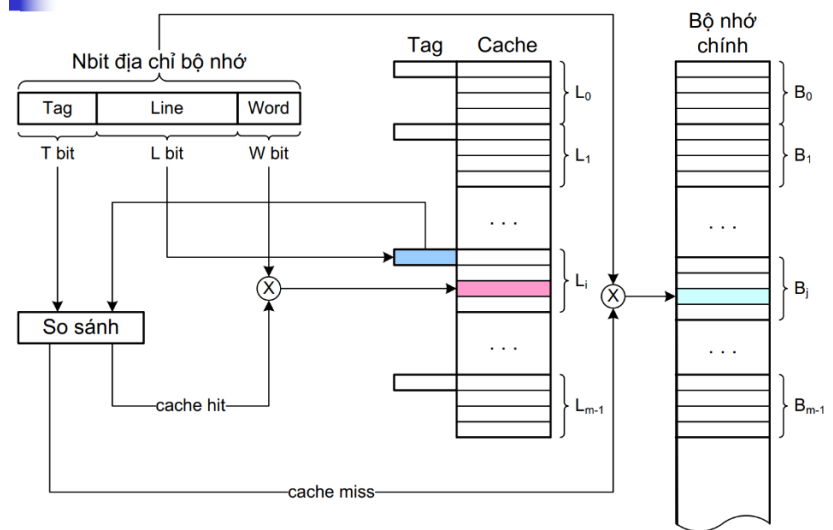 Bộ nhớ
chính
Nbit địa chỉ bộ nhớ
Tag
Cache
Tag
Line
Word
T bit
L bit
W bit
L0
L1
. . .
Li
. . .
Lm-1
B0
B1
. . .
Bj
. . .
Bm-1
X
X
So sánh
cache hit
cache miss